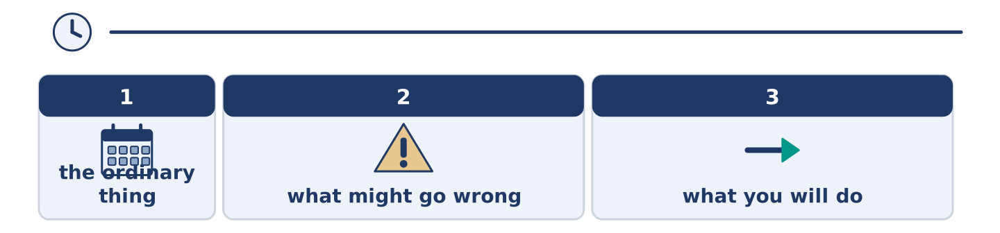 1
2
3
the ordinary
thing
what might go wrong
what you will do